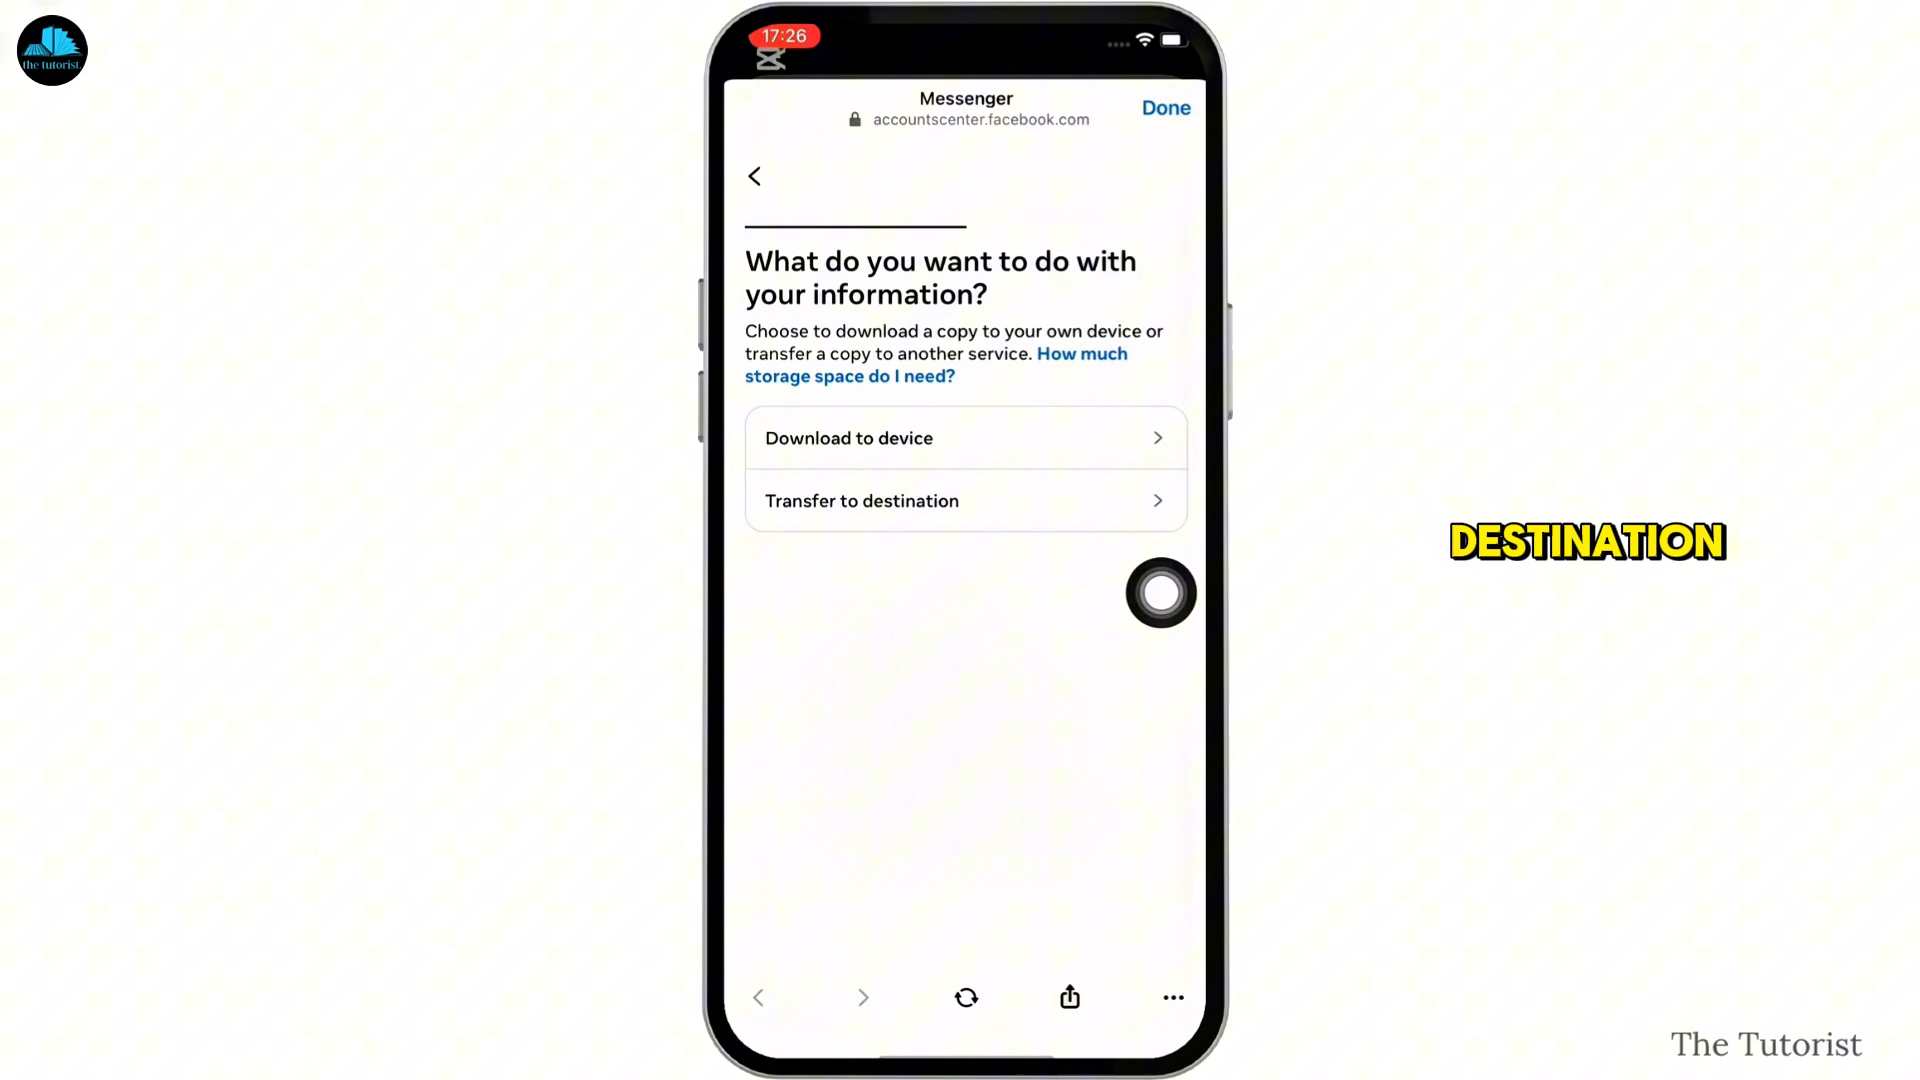 the tutorist.
17:26
Messenger
accountscenter.facebook.com
Done
What do you want to do with
your information?
Choose to download a copy to your own device or
transfer a copy to another service. How much
storage space do I need?
Download to device
Transfer to destination
DESTINATION
The Tutorist